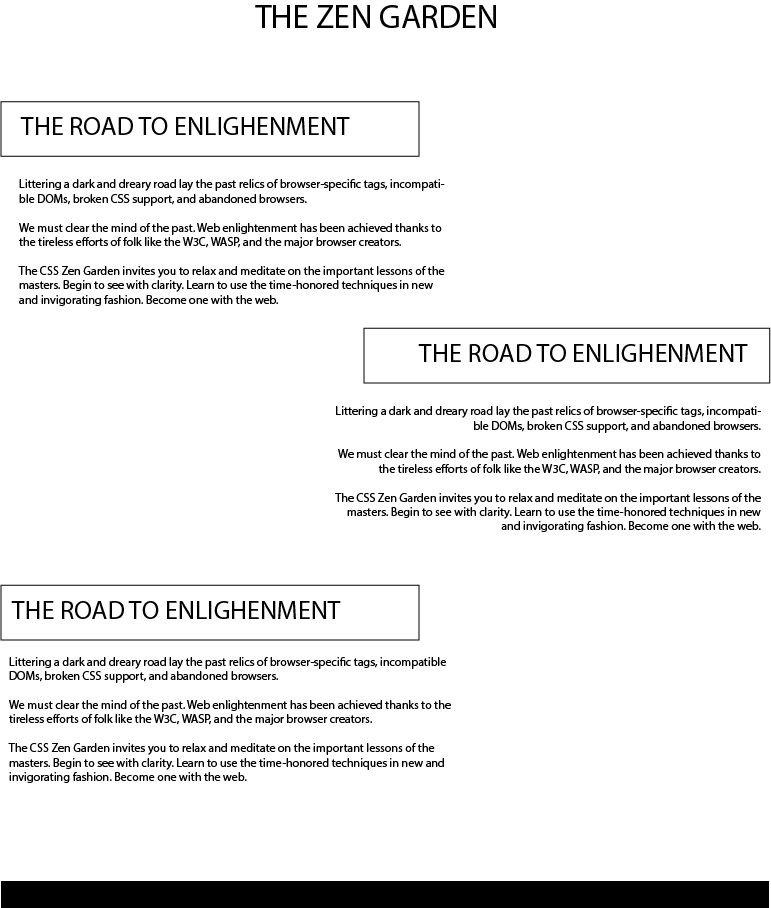 THE ZEN GARDEN
THE ROAD TO ENLIGHENMENT
Littering a dark and dreary road lay the past relics of browser-specific tags, incompati-
ble DOMs, broken CSS support, and abandoned browsers.
We must clear the mind of the past. Web enlightenment has been achieved thanks to
the tireless efforts of folk like the W3C, WASP, and the major browser creators.
The CSS Zen Garden invites you to relax and meditate on the important lessons of the
masters. Begin to see with clarity. Learn to use the time-honored techniques in new
and invigorating fashion. Become one with the web.
THE ROAD TO ENLIGHENMENT
Littering a dark and dreary road lay the past relics of browser-specific tags, incompati-
ble DOMs, broken CSS support, and abandoned browsers.
We must clear the mind of the past. Web enlightenment has been achieved thanks to
the tireless efforts of folk like the W3C, WASP, and the major browser creators.
The CSS Zen Garden invites you to relax and meditate on the important lessons of the
masters. Begin to see with clarity. Learn to use the time-honored techniques in new
and invigorating fashion. Become one with the web.
THE ROAD TO ENLIGHENMENT
Littering a dark and dreary road lay the past relics of browser-specific tags, incompatible
DOMs, broken CSS support, and abandoned browsers.
We must clear the mind of the past. Web enlightenment has been achieved thanks to the
tireless efforts of folk like the W3C, WASP, and the major browser creators.
The CSS Zen Garden invites you to relax and meditate on the important lessons of the
masters. Begin to see with clarity. Learn to use the time-honored techniques in new and
invigorating fashion. Become one with the web.